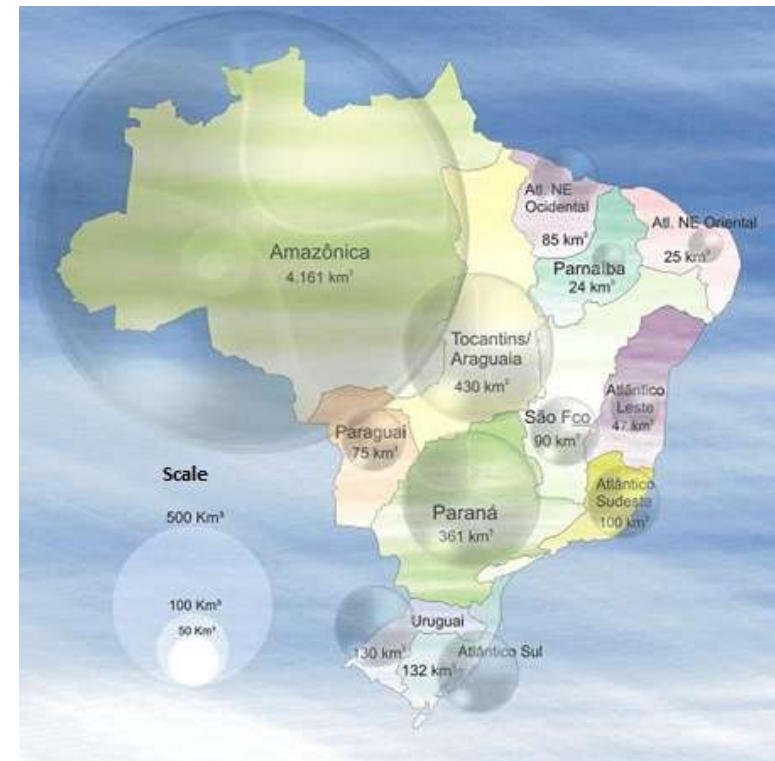 Atl. NE
Ocidental
85 km³
Atl. NE Oriental
25 km³
Amazônica
4.161 km³
Parnaíba
24 km³
Tocantins/
Araguaia
430 km³
Atlântico
Leste
47 km³
São Fco
90 km³
Paraguai
75 km³
Scale
500 Km³
Atlântico
Sudeste
100 km³
Paraná
361 km³
100 Km³
50 Km³
Uruguai
130 km³
Atlântico Sul
132 km³